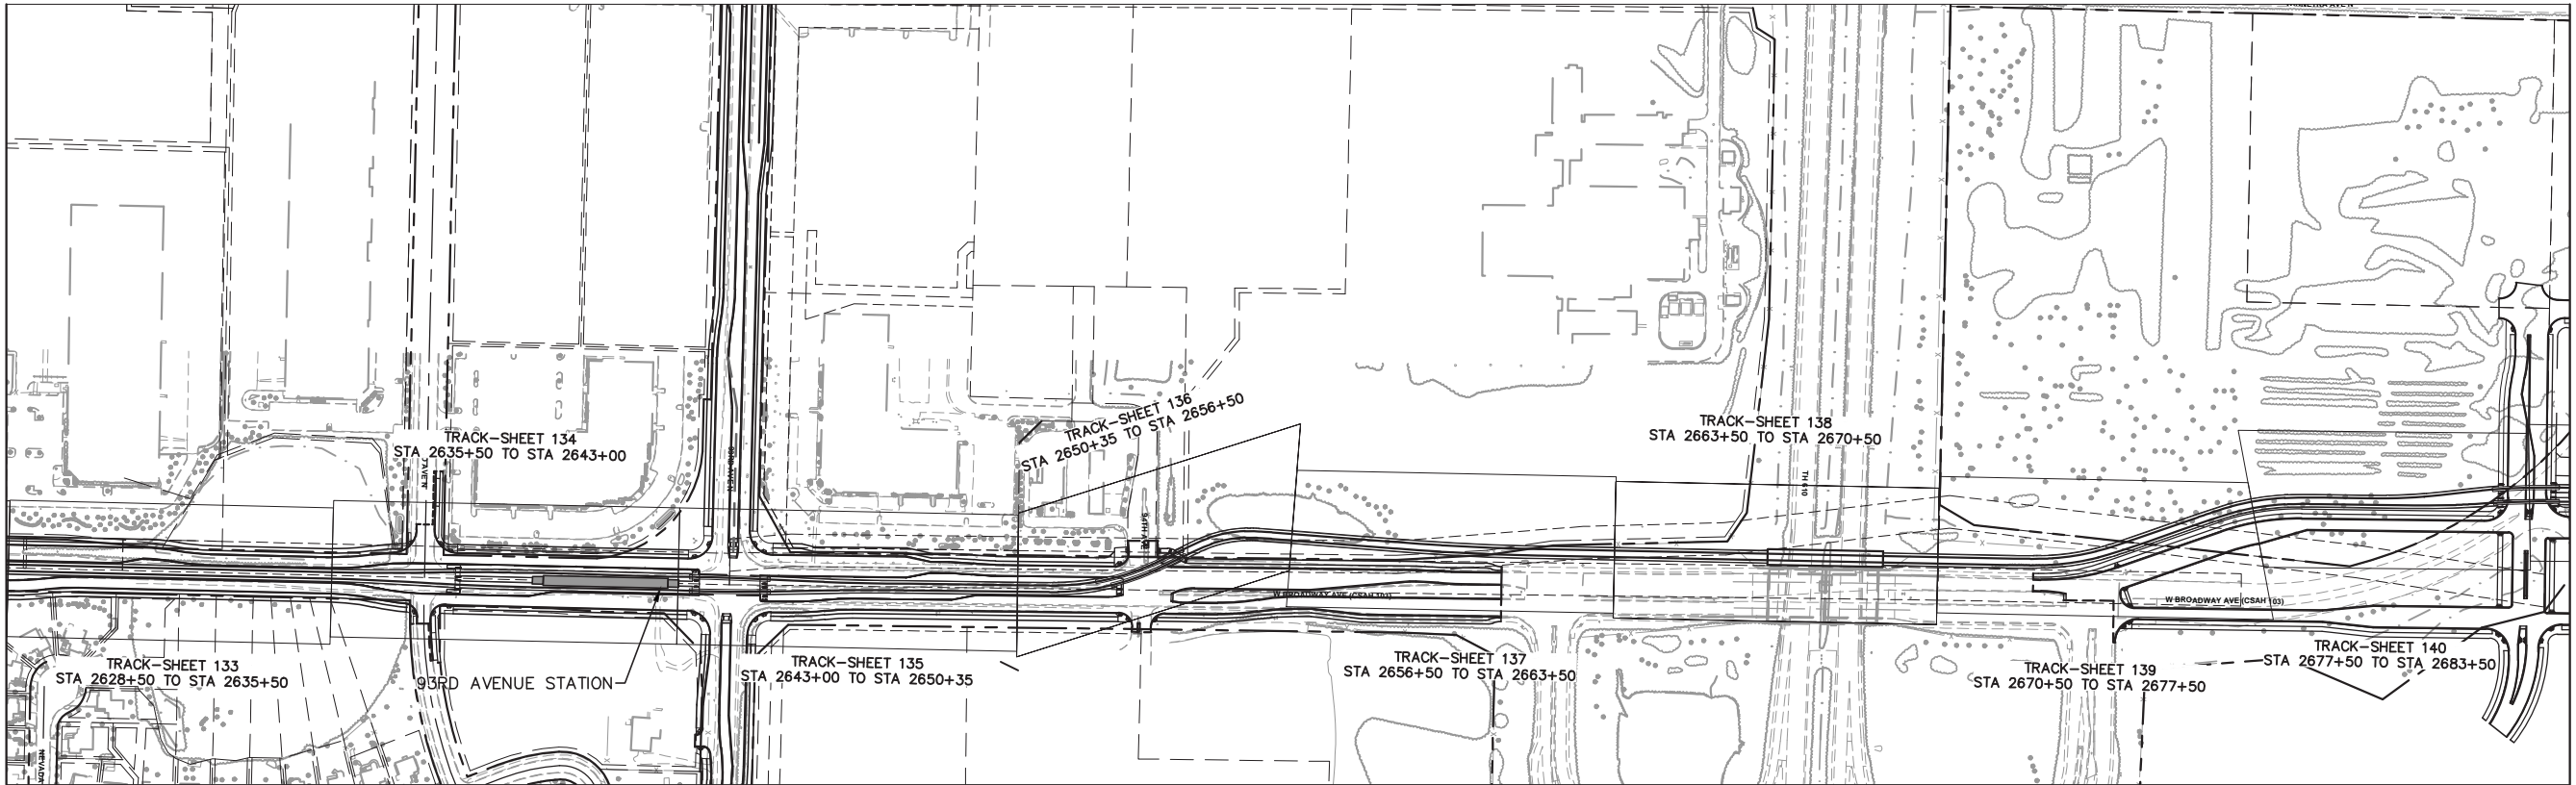 TRACK-SHEET 133
STA 2628+50 TO STA 2635+50
TRACK-SHEET 134
STA 2635+50 TO STA 2643+00
93RD AVENUE STATION
TRACK-SHEET 135
STA 2643+00 TO STA 2650+35
TRACK-SHEET 136
STA 2650+35 TO STA 2656+50
TRACK-SHEET 137
STA 2656+50 TO STA 2663+50
TRACK-SHEET 138
STA 2663+50 TO STA 2670+50
TRACK-SHEET 139
STA 2670+50 TO STA 2677+50
TRACK-SHEET 140
STA 2677+50 TO STA 2683+50
W BROADWAY AVE (CSAH 103)
W BROADWAY AVE (CSAH 103)
TH 610
NEVADA